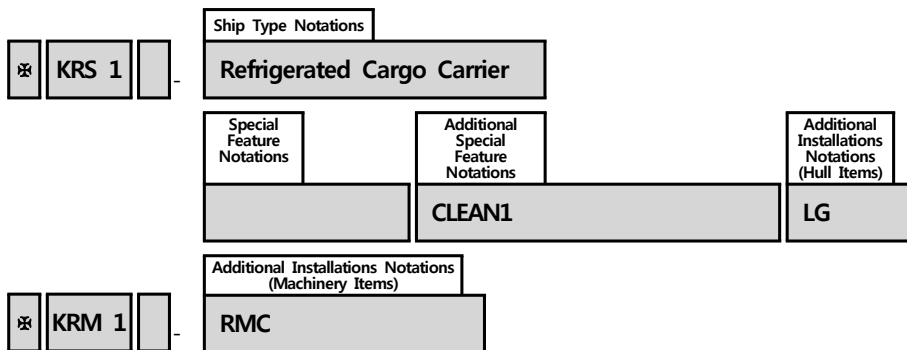 Ship Type Notations
✠ KRS 1 - Refrigerated Cargo Carrier
Special
Feature
Notations
Additional
Special
Feature
Notations
Additional
Installations
Notations
(Hull Items)
CLEAN1
LG
Additional Installations Notations
(Machinery Items)
✠ KRM 1 - RMC